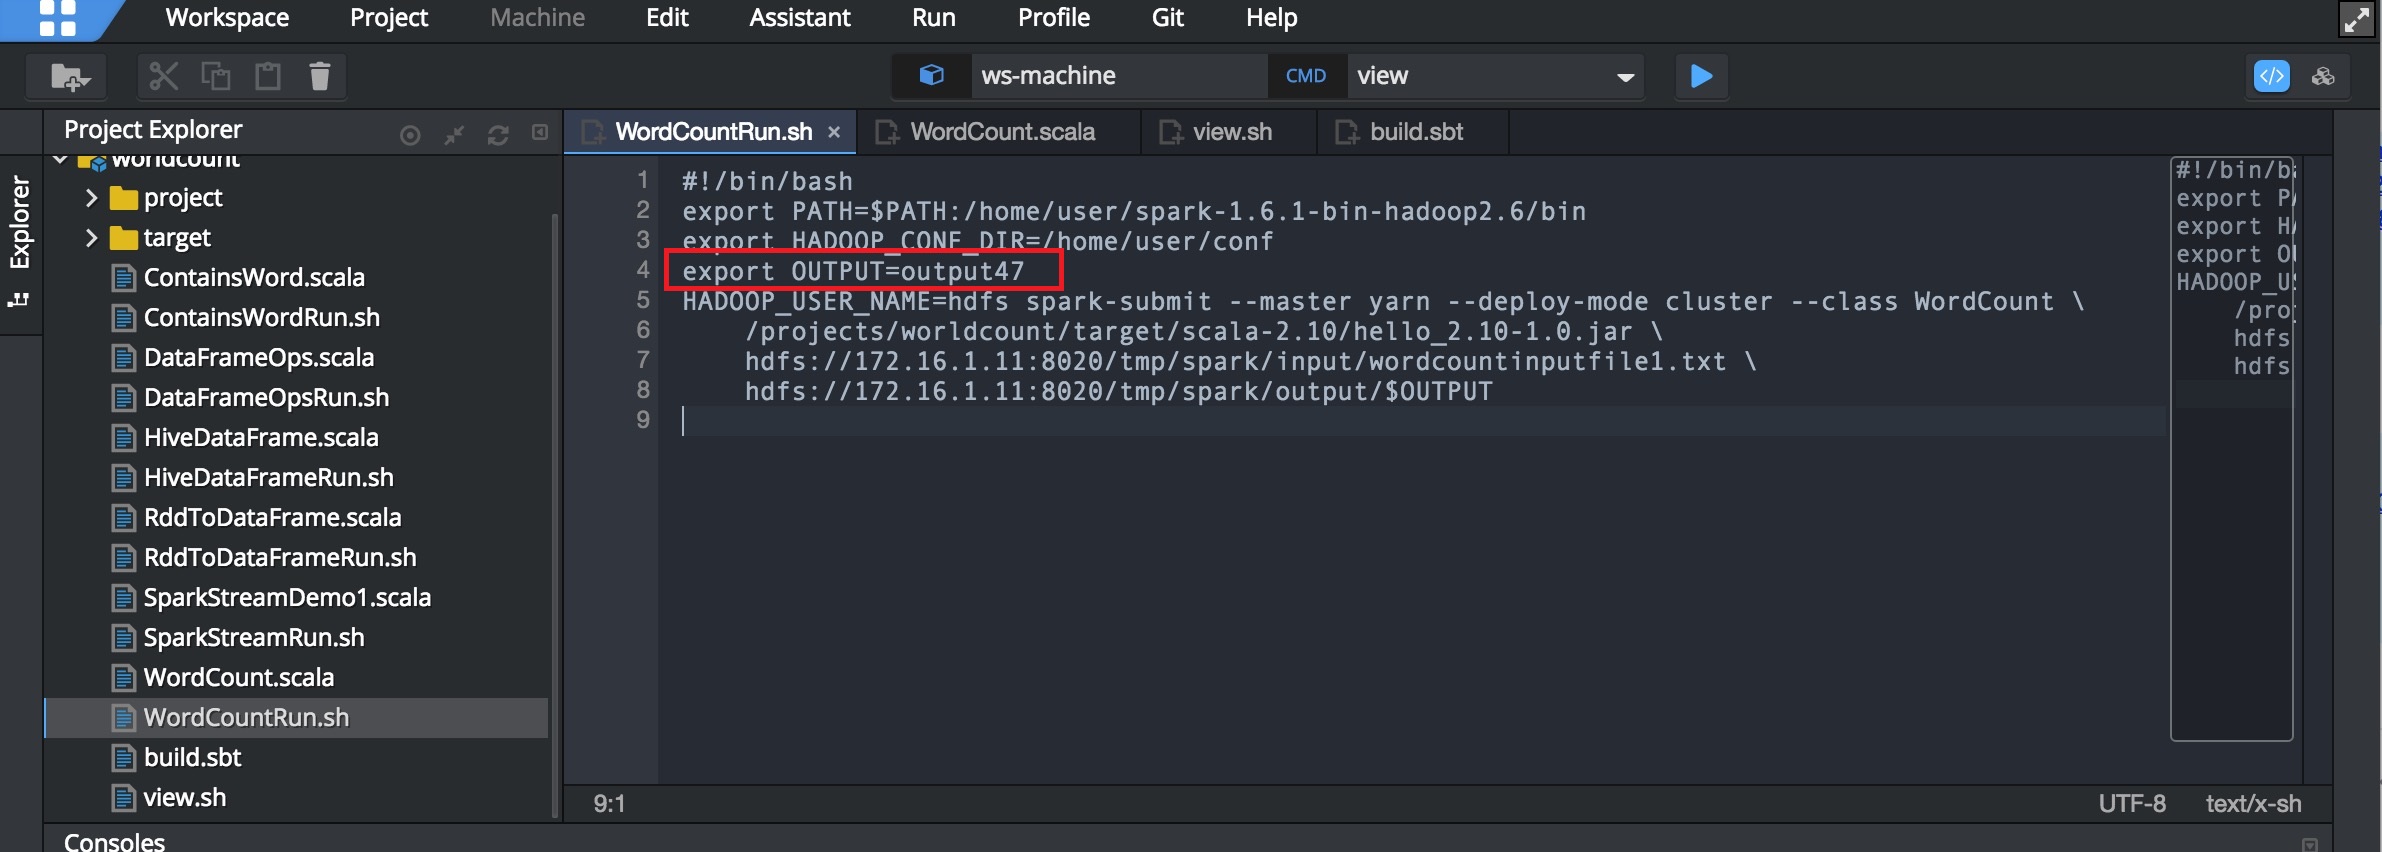 Workspace Project Machine Edit Assistant Run Profile Git Help
ws-machine CMD view
Project Explorer
WordCountRun.sh × WordCount.scala view.sh build.sbt
Explorer
worldcount
project
target
ContainsWord.scala
ContainsWordRun.sh
DataFrameOps.scala
DataFrameOpsRun.sh
HiveDataFrame.scala
HiveDataFrameRun.sh
RddToDataFrame.scala
RddToDataFrameRun.sh
SparkStreamDemo1.scala
SparkStreamRun.sh
WordCount.scala
WordCountRun.sh
build.sbt
view.sh
1 #!/bin/bash
2 export PATH=$PATH:/home/user/spark-1.6.1-bin-hadoop2.6/bin
3 export HADOOP_CONF_DIR=/home/user/conf
4 export OUTPUT=output47
5 HADOOP_USER_NAME=hdfs spark-submit --master yarn --deploy-mode cluster --class WordCount \
6 /projects/worldcount/target/scala-2.10/hello_2.10-1.0.jar \
7 hdfs://172.16.1.11:8020/tmp/spark/input/wordcountinputfile1.txt \
8 hdfs://172.16.1.11:8020/tmp/spark/output/$OUTPUT
9
#!/bin/b
export P
export H
export O
HADOOP_U
/pro
hdfs
hdfs
9:1 UTF-8 text/x-sh
Consoles